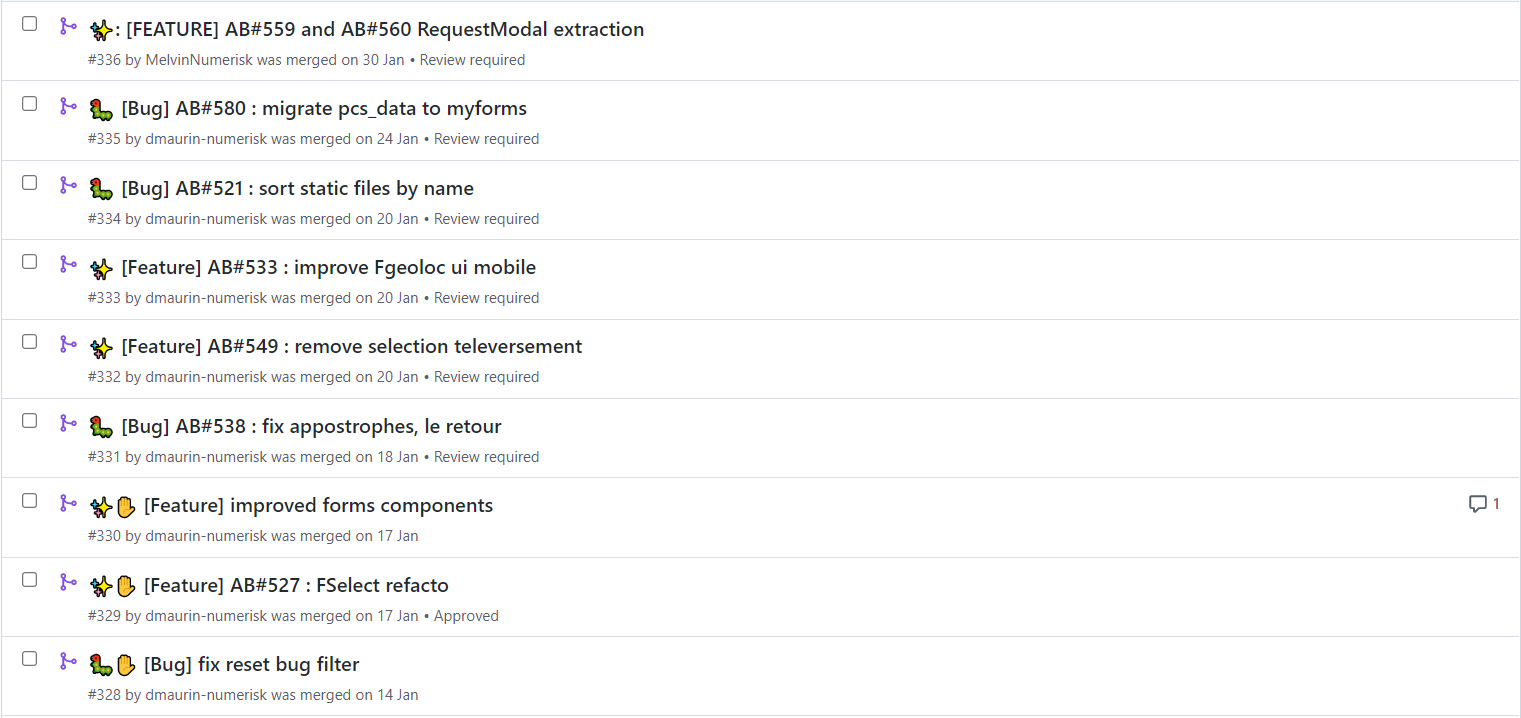 ✨: [FEATURE] AB#559 and AB#560 RequestModal extraction
#336 by MelvinNumerisk was merged on 30 Jan • Review required
🐛 [Bug] AB#580 : migrate pcs_data to myforms
#335 by dmaurin-numerisk was merged on 24 Jan • Review required
🐛 [Bug] AB#521 : sort static files by name
#334 by dmaurin-numerisk was merged on 20 Jan • Review required
✨ [Feature] AB#533 : improve Fgeoloc ui mobile
#333 by dmaurin-numerisk was merged on 20 Jan • Review required
✨ [Feature] AB#549 : remove selection televersement
#332 by dmaurin-numerisk was merged on 20 Jan • Review required
🐛 [Bug] AB#538 : fix appostrophes, le retour
#331 by dmaurin-numerisk was merged on 18 Jan • Review required
✨✋ [Feature] improved forms components
1
#330 by dmaurin-numerisk was merged on 17 Jan
✨✋ [Feature] AB#527 : FSelect refacto
#329 by dmaurin-numerisk was merged on 17 Jan • Approved
🐛✋ [Bug] fix reset bug filter
#328 by dmaurin-numerisk was merged on 14 Jan